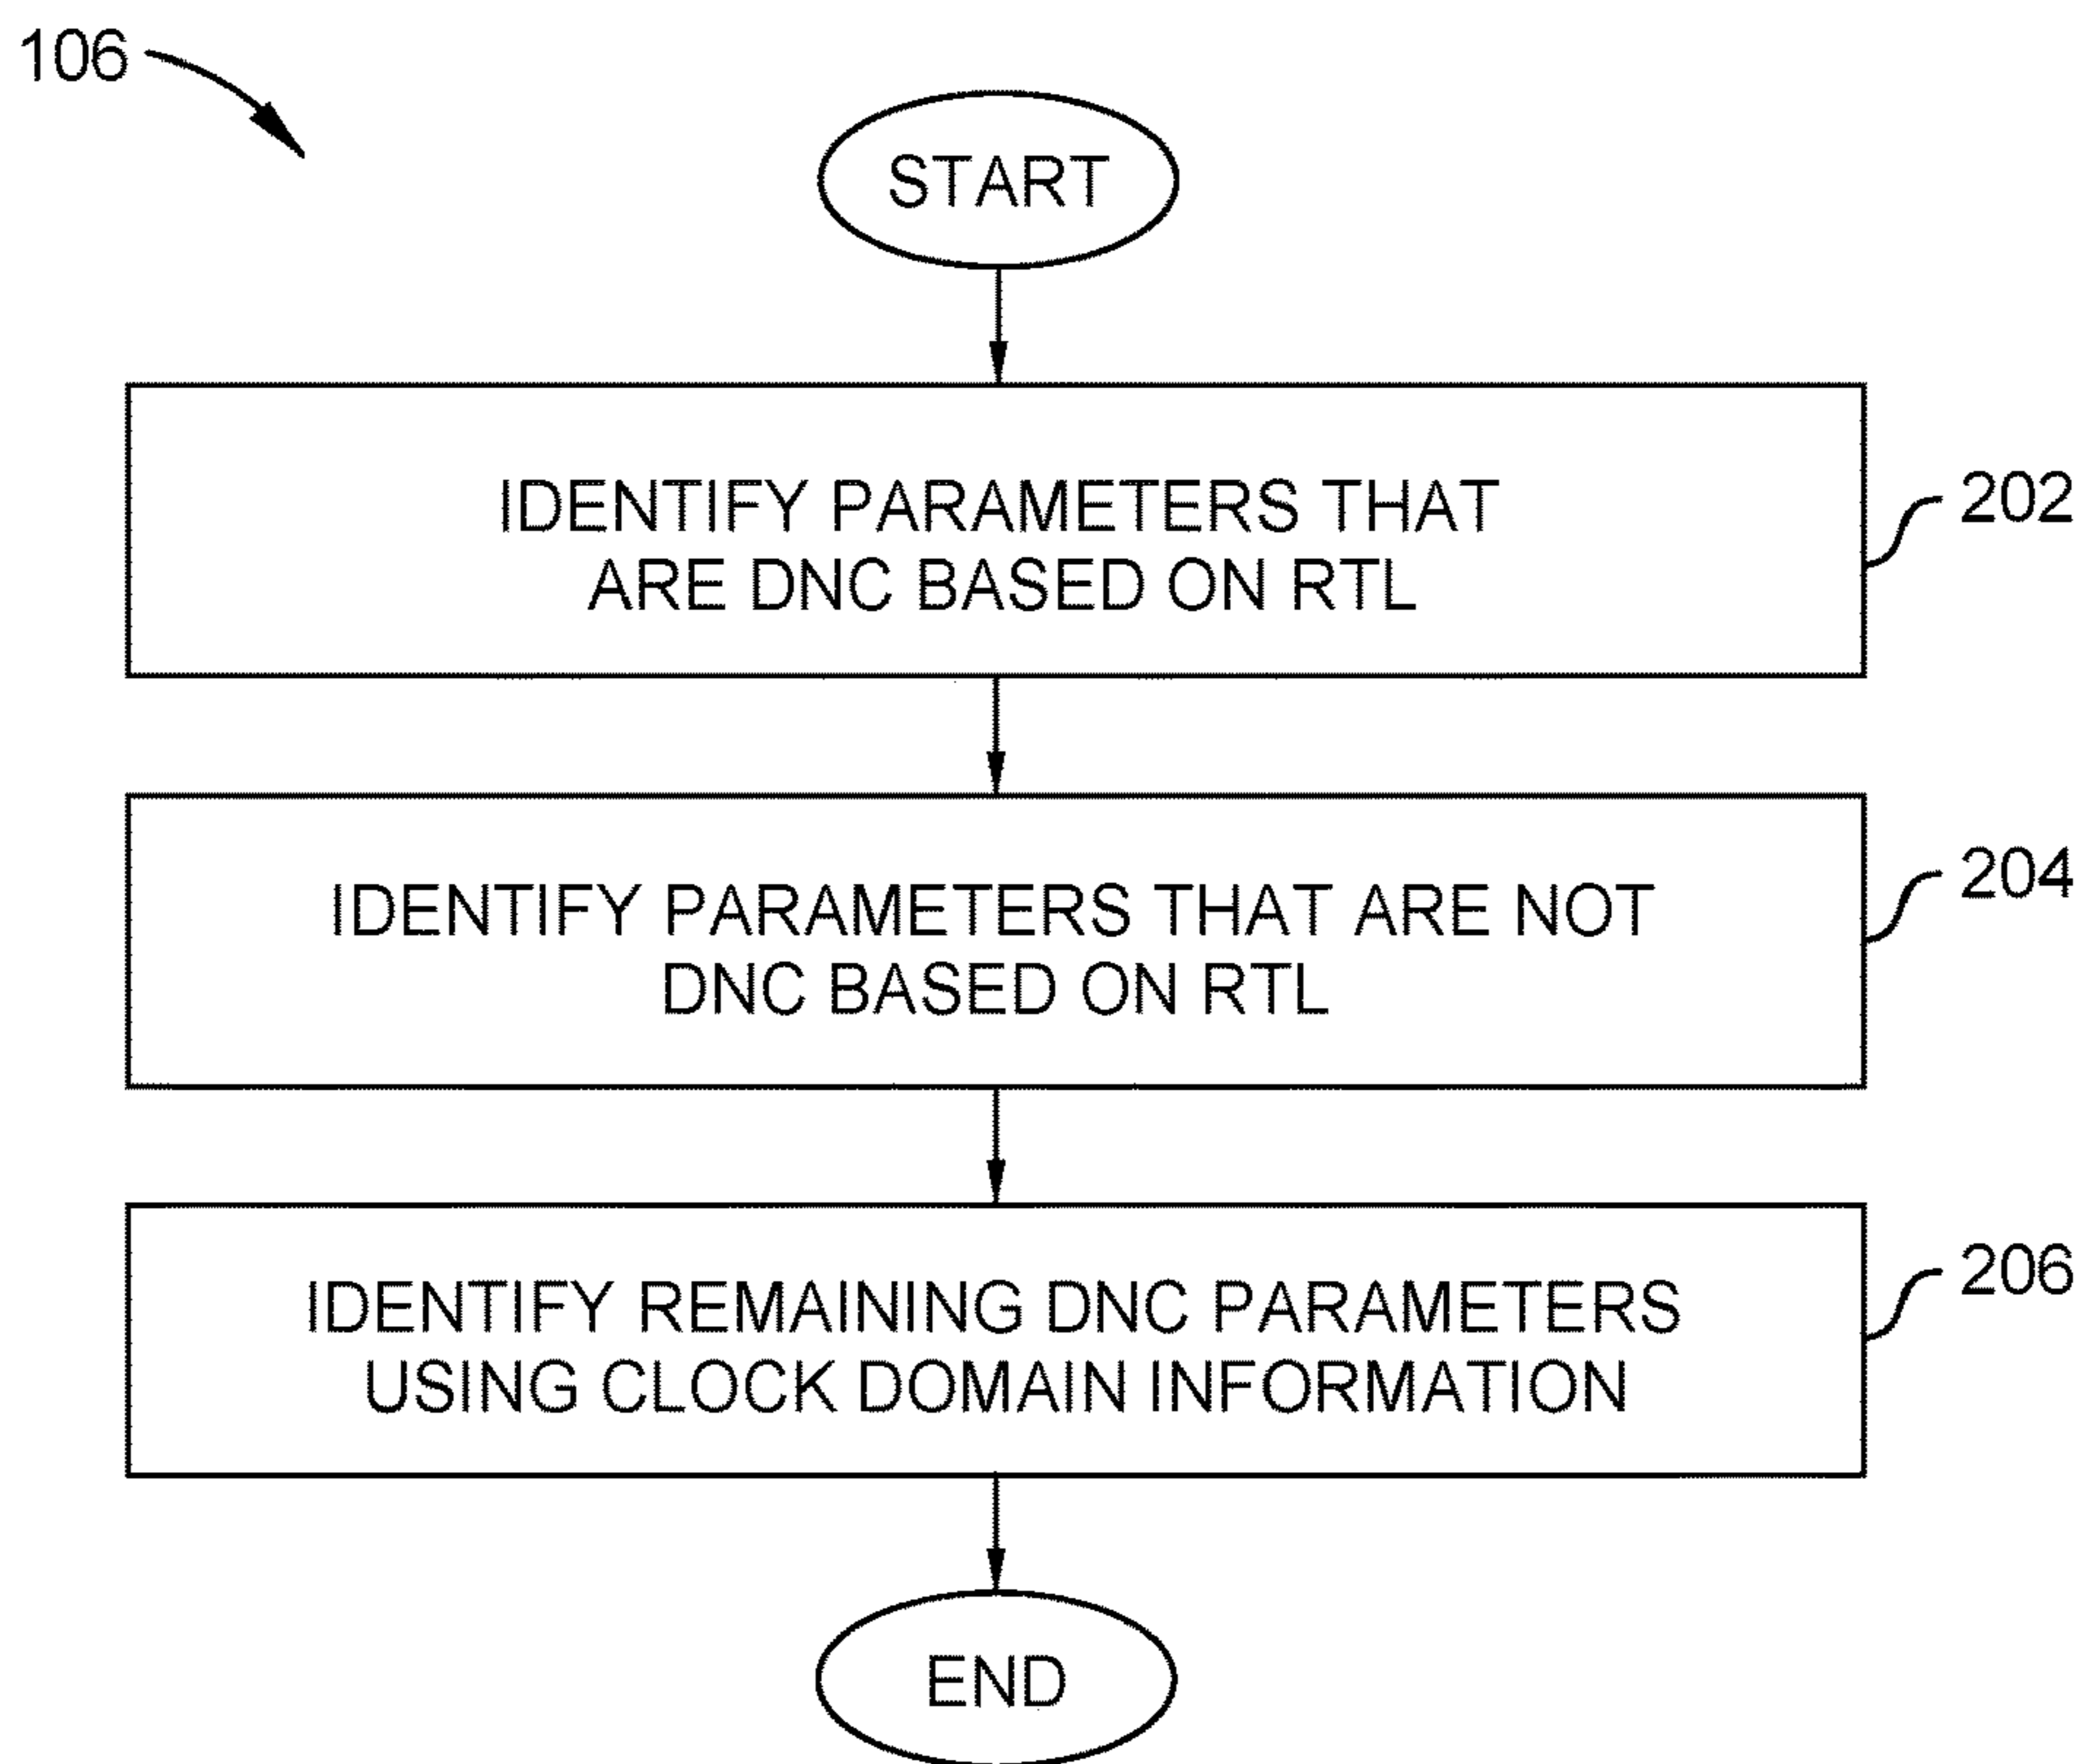 106
START
IDENTIFY PARAMETERS THAT
ARE DNC BASED ON RTL
202
IDENTIFY PARAMETERS THAT ARE NOT
DNC BASED ON RTL
204
IDENTIFY REMAINING DNC PARAMETERS
USING CLOCK DOMAIN INFORMATION
206
END